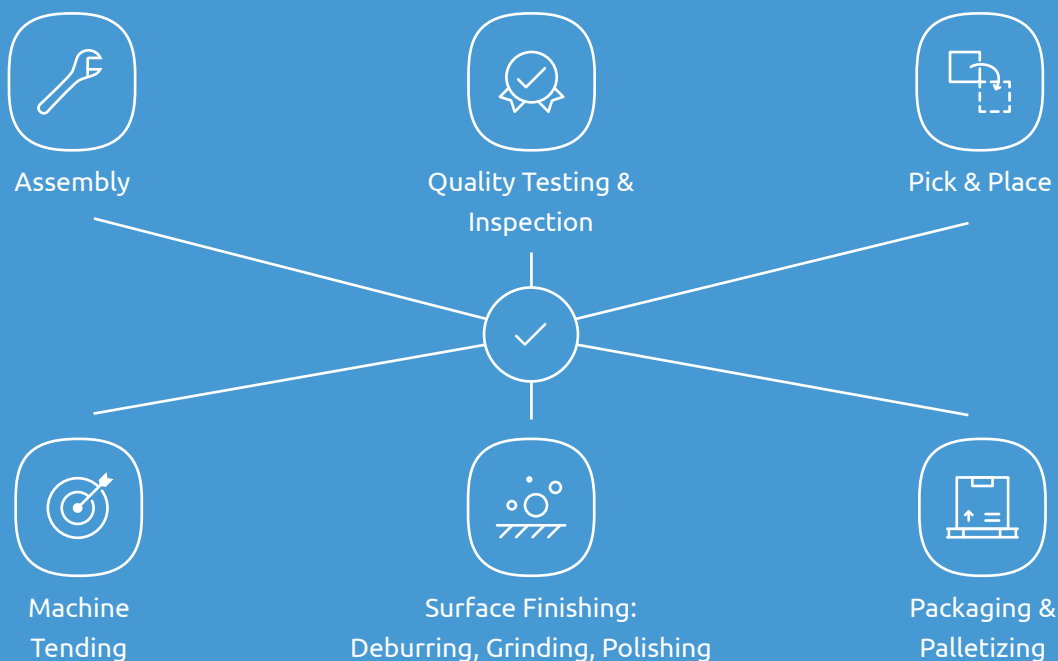 Assembly
Quality Testing &
Inspection
Pick & Place
Machine
Tending
Surface Finishing:
Deburring, Grinding, Polishing
Packaging &
Palletizing